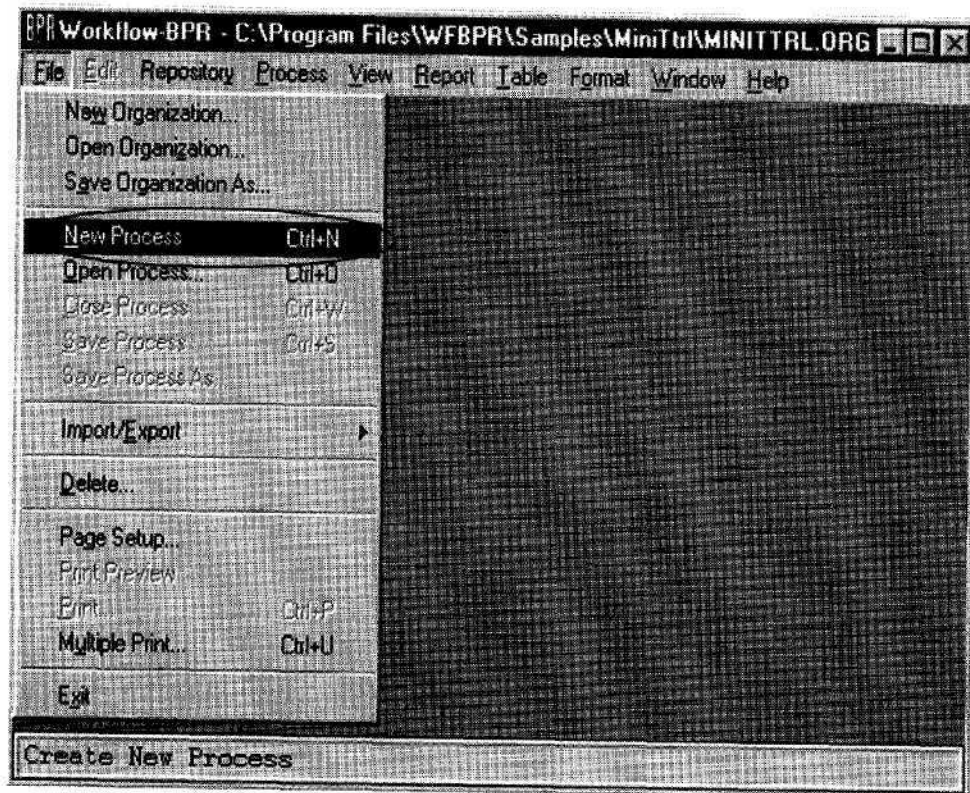 BPR Workflow-BPR - C:\Program Files\WFBPR\Samples\MiniTtrl\MINITTRL.ORG
File Edit Repository Process View Report Table Format Window Help
New Organization...
Open Organization...
Save Organization As...
New Process Ctrl+N
Open Process... Ctrl+O
Close Process Ctrl+W
Save Process Ctrl+S
Save Process As...
Import/Export
Delete...
Page Setup...
Print Preview
Print... Ctrl+P
Multiple Print... Ctrl+U
Exit
Create New Process